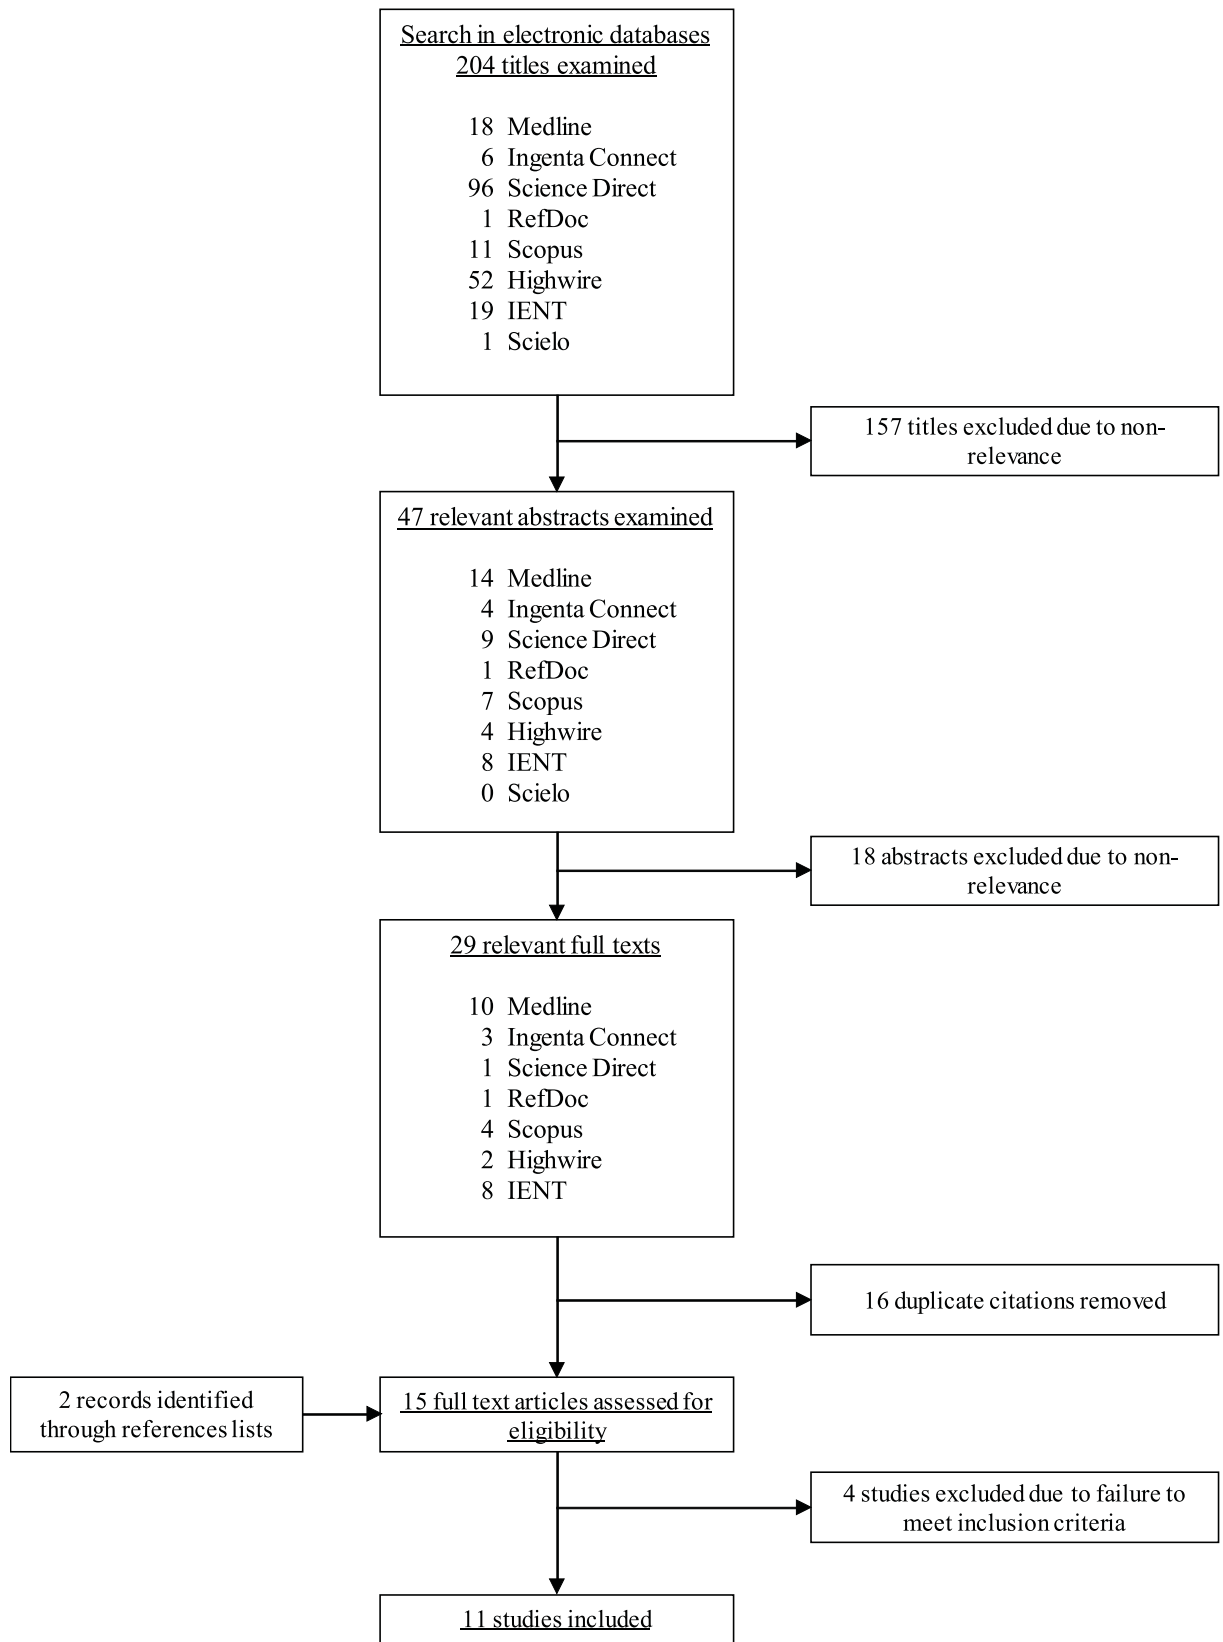 Search in electronic databases
204 titles examined
18 Medline
6 Ingenta Connect
96 Science Direct
1 RefDoc
11 Scopus
52 Highwire
19 IENT
1 Scielo
157 titles excluded due to non-
relevance
47 relevant abstracts examined
14 Medline
4 Ingenta Connect
9 Science Direct
1 RefDoc
7 Scopus
4 Highwire
8 IENT
0 Scielo
18 abstracts excluded due to non-
relevance
29 relevant full texts
10 Medline
3 Ingenta Connect
1 Science Direct
1 RefDoc
4 Scopus
2 Highwire
8 IENT
16 duplicate citations removed
2 records identified
through references lists
15 full text articles assessed for
eligibility
4 studies excluded due to failure to
meet inclusion criteria
11 studies included